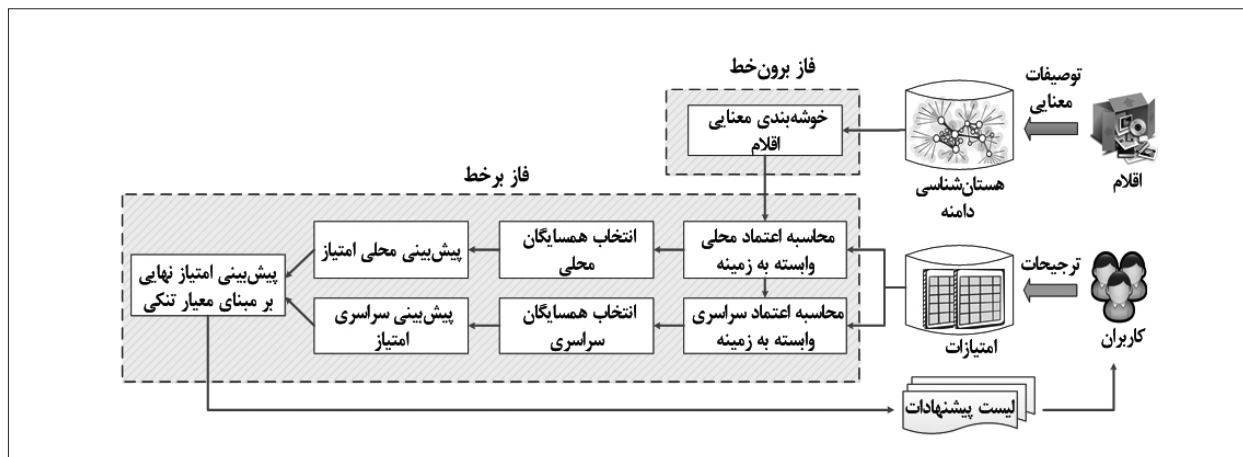 فاز برون‌خط
توصیفات
معنایی
خوشه‌بندی معنایی
اقلام
اقلام
هستان‌شناسی
دامنه
فاز برخط
محاسبه اعتماد محلی
وابسته به زمینه
انتخاب همسایگان
محلی
پیش‌بینی محلی امتیاز
پیش‌بینی امتیاز نهایی
بر مبنای معیار تنکی
ترجیحات
کاربران
امتیازات
محاسبه اعتماد سراسری
وابسته به زمینه
انتخاب همسایگان
سراسری
پیش‌بینی سراسری
امتیاز
لیست پیشنهادات